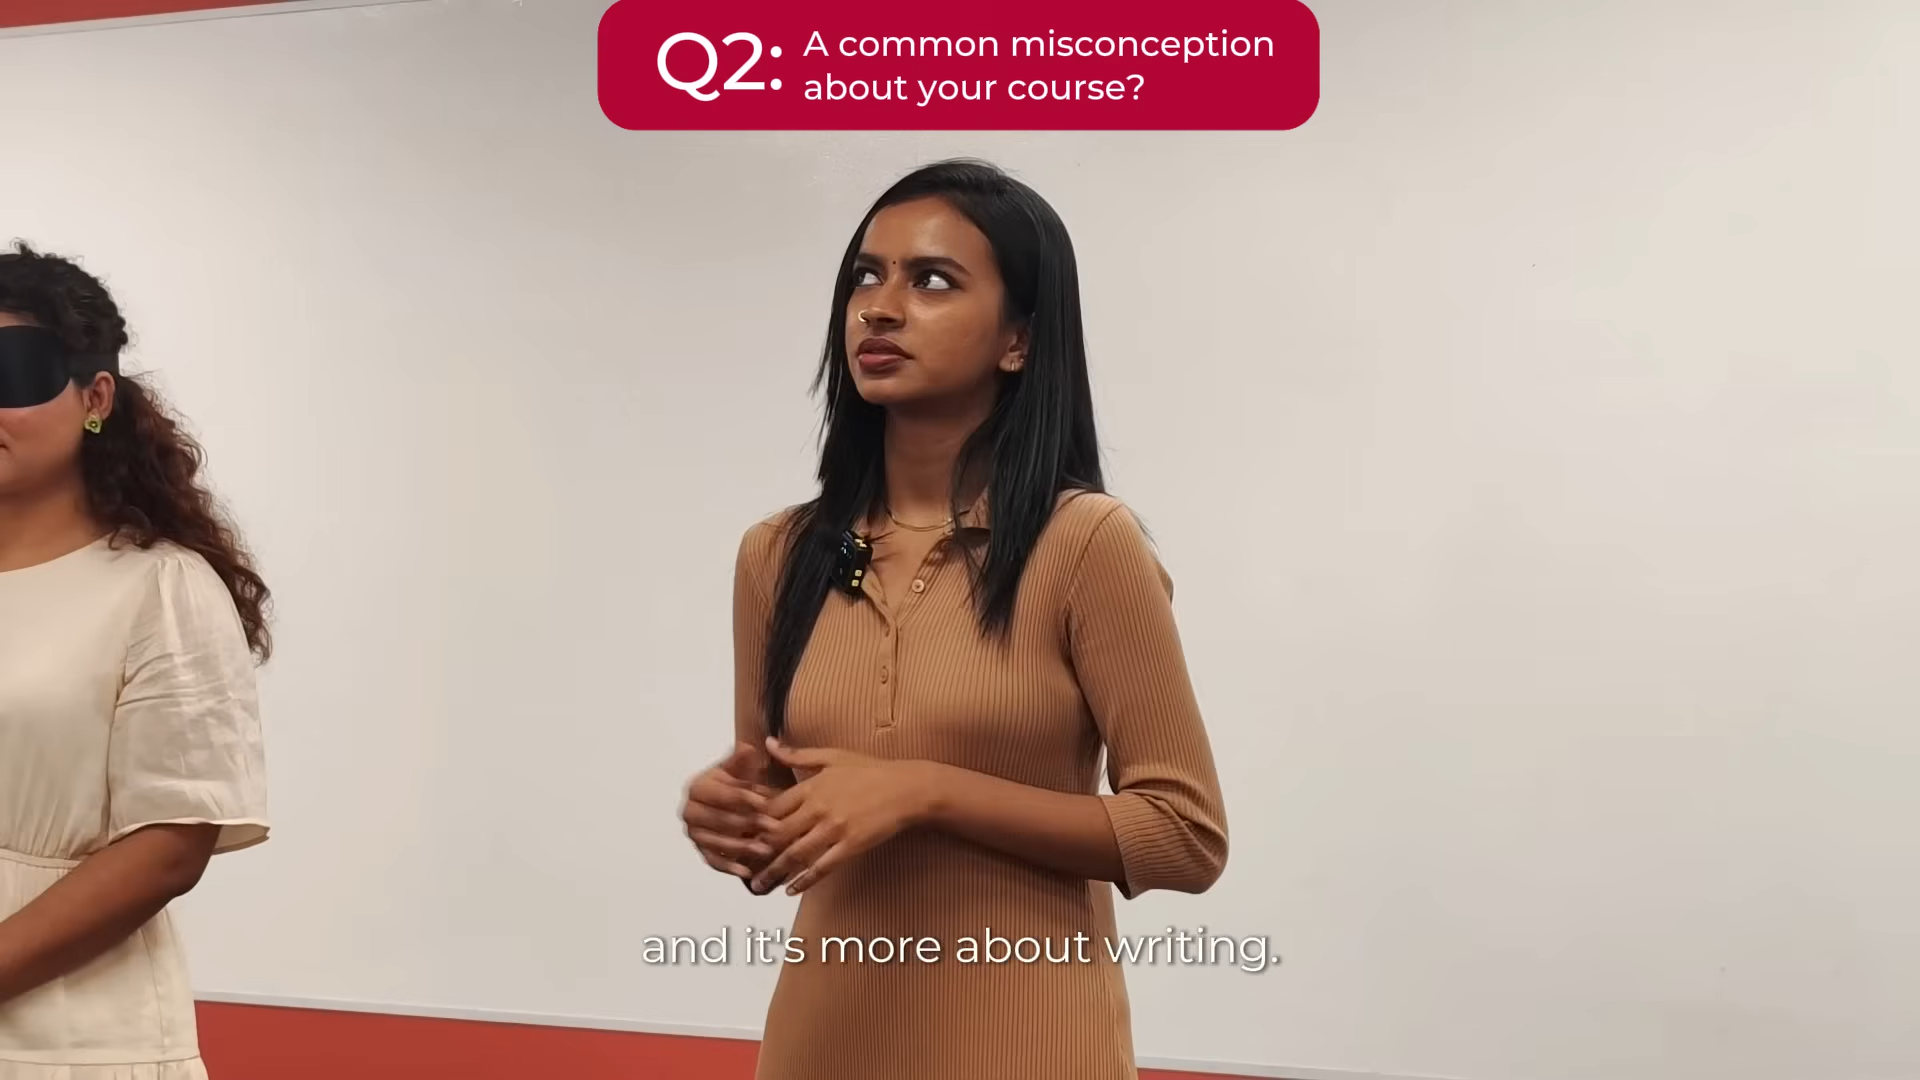 Q2:
A common misconception
about your course?
and it's more about writing.